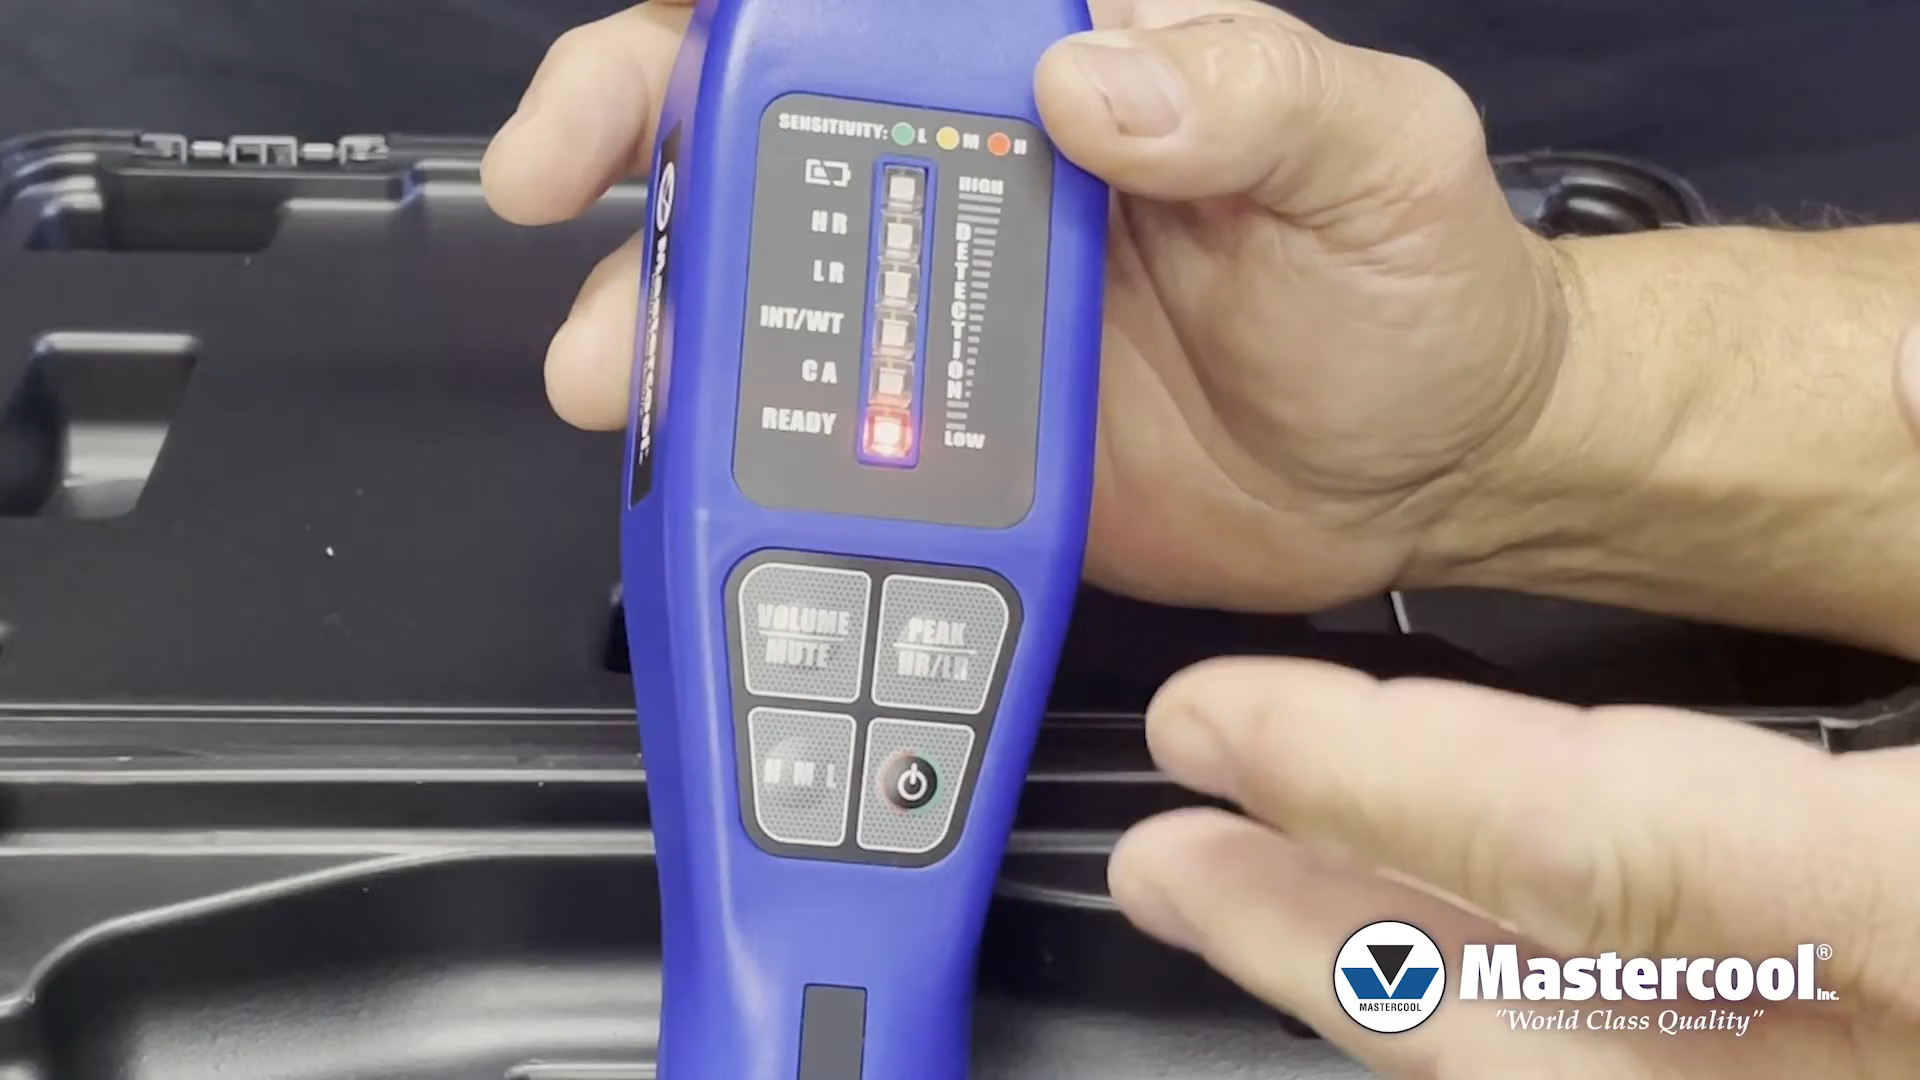 SENSITIVITY: L M H
HIGH
HR
LR
INT/WT
CA
READY
DETECTION
LOW
mastercool
VOLUME
MUTE
PEAK
HR/LR
H M L
MASTERCOOL
Mastercool® Inc.
"World Class Quality"